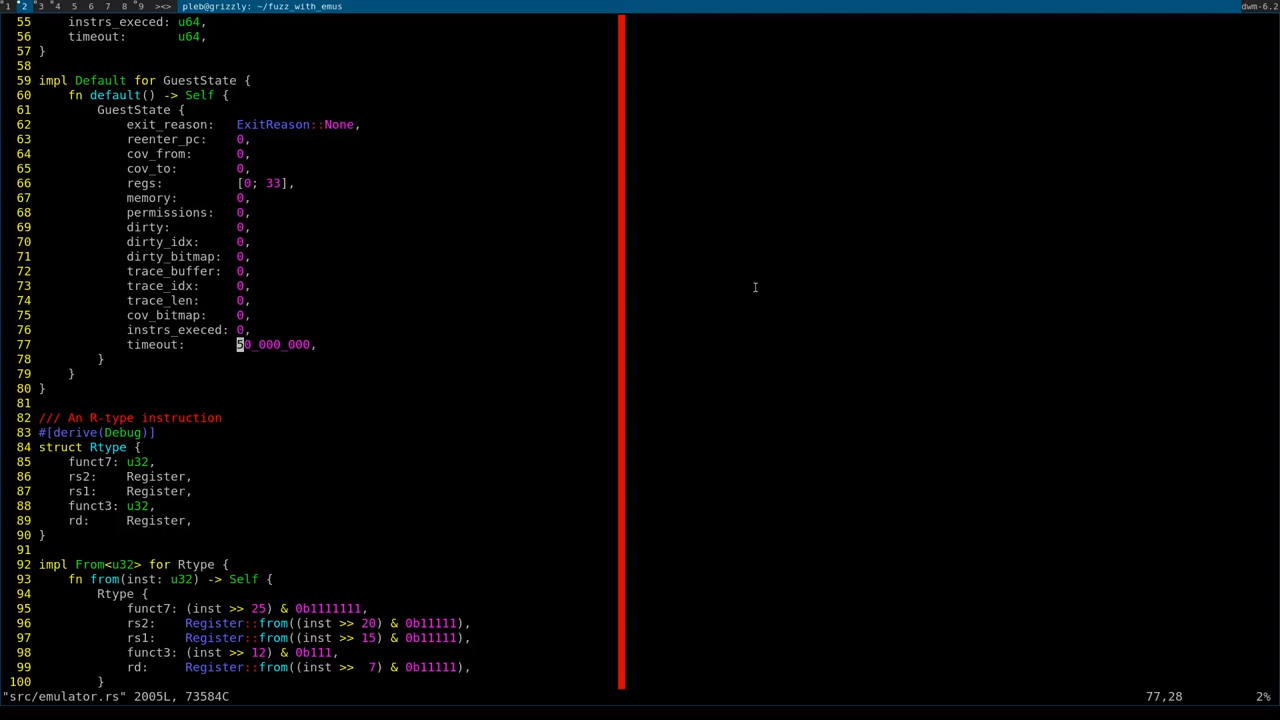 1 2 3 4 5 6 7 8 9 ><> pleb@grizzly: ~/fuzz_with_emus dwm-6.2
55 instrs_execed: u64,
56 timeout: u64,
57 }
58
59 impl Default for GuestState {
60 fn default() -> Self {
61 GuestState {
62 exit_reason: ExitReason::None,
63 reenter_pc: 0,
64 cov_from: 0,
65 cov_to: 0,
66 regs: [0; 33],
67 memory: 0,
68 permissions: 0,
69 dirty: 0,
70 dirty_idx: 0,
71 dirty_bitmap: 0,
72 trace_buffer: 0,
73 trace_idx: 0,
74 trace_len: 0,
75 cov_bitmap: 0,
76 instrs_execed: 0,
77 timeout: 50_000_000,
78 }
79 }
80 }
81
82 /// An R-type instruction
83 #[derive(Debug)]
84 struct Rtype {
85 funct7: u32,
86 rs2: Register,
87 rs1: Register,
88 funct3: u32,
89 rd: Register,
90 }
91
92 impl From<u32> for Rtype {
93 fn from(inst: u32) -> Self {
94 Rtype {
95 funct7: (inst >> 25) & 0b1111111,
96 rs2: Register::from((inst >> 20) & 0b11111),
97 rs1: Register::from((inst >> 15) & 0b11111),
98 funct3: (inst >> 12) & 0b111,
99 rd: Register::from((inst >> 7) & 0b11111),
100 }
"src/emulator.rs" 2005L, 73584C 77,28 2%